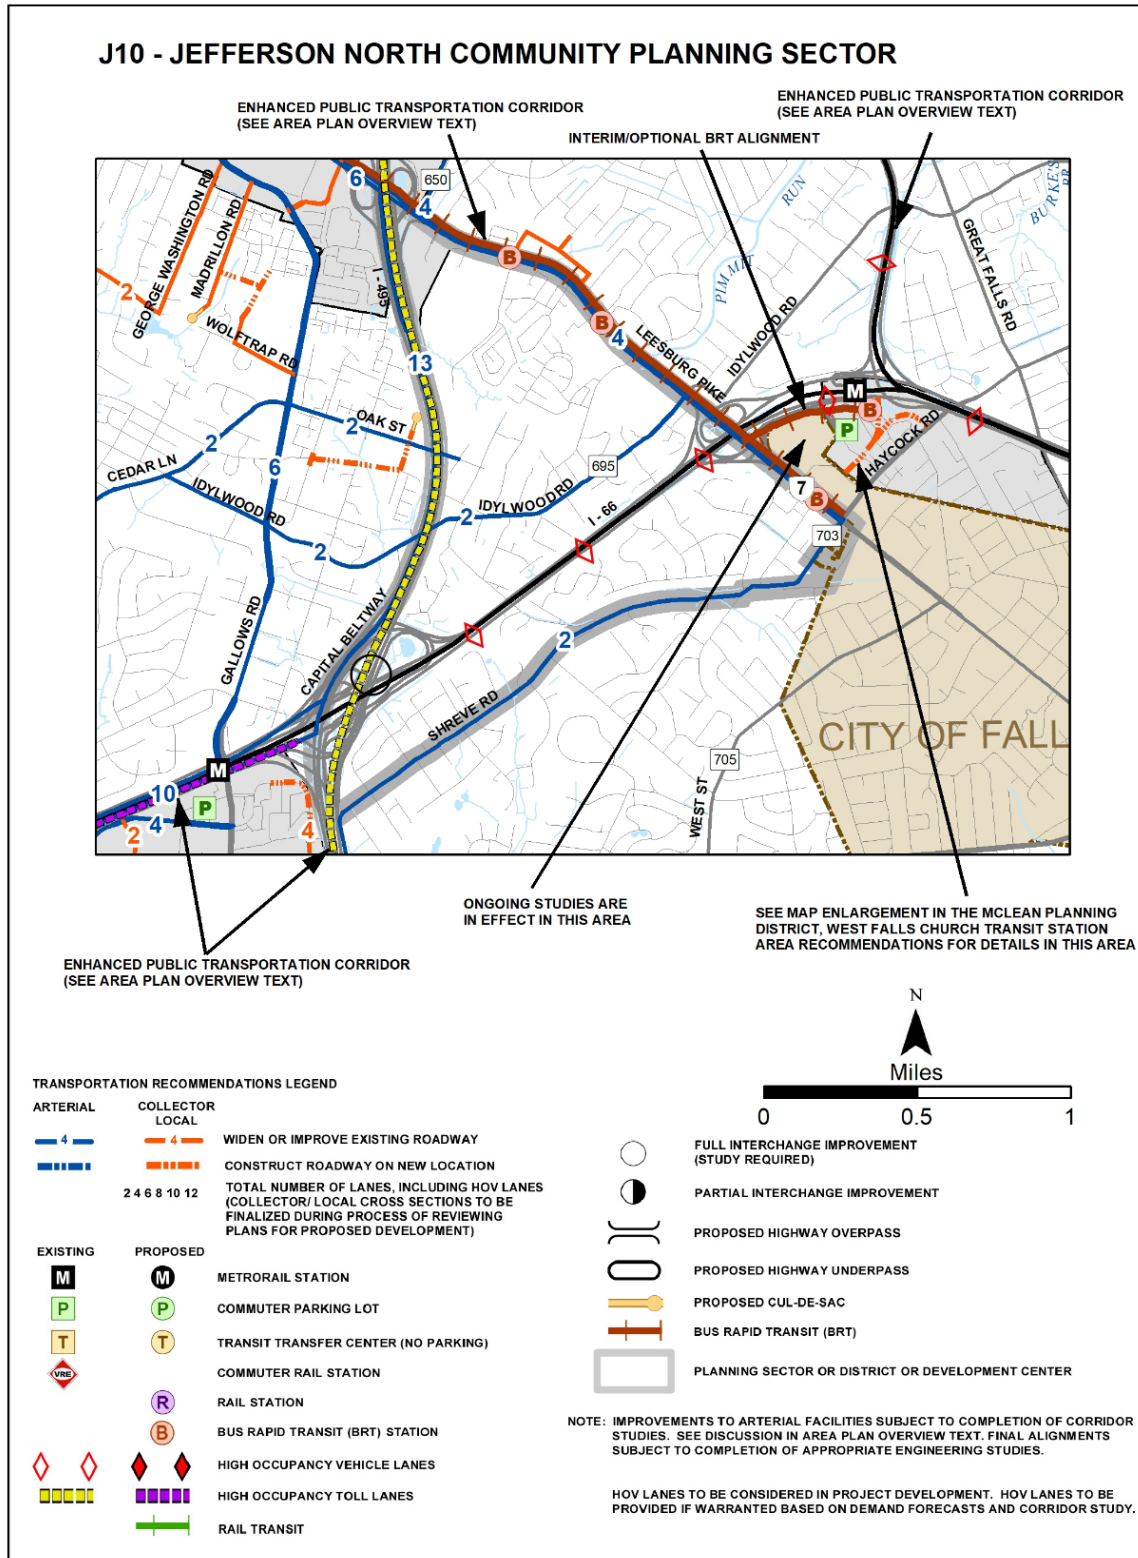 J10 - JEFFERSON NORTH COMMUNITY PLANNING SECTOR
ENHANCED PUBLIC TRANSPORTATION CORRIDOR
(SEE AREA PLAN OVERVIEW TEXT)
ENHANCED PUBLIC TRANSPORTATION CORRIDOR
(SEE AREA PLAN OVERVIEW TEXT)
INTERIM/OPTIONAL BRT ALIGNMENT
6
650
4
RUN
BURKE'S
GEORGE WASHINGTON RD
MADRILLON RD
I - 495
B
PIMMIT
GREAT FALLS RD
2
WOLFTRAP RD
13
B
4
LEESBURG PIKE
IDYLWOOD RD
M
B
P
OAK ST
2
2
HAYCOCK RD
CEDAR LN
6
695
IDYLWOOD RD
2
IDYLWOOD RD
2
I - 66
7
B
703
GALLOWS RD
CAPITAL BELTWAY
2
SHREVE RD
CITY OF FALL
705
WEST ST
M
10
P
2
4
4
ONGOING STUDIES ARE
IN EFFECT IN THIS AREA
SEE MAP ENLARGEMENT IN THE MCLEAN PLANNING
DISTRICT, WEST FALLS CHURCH TRANSIT STATION
AREA RECOMMENDATIONS FOR DETAILS IN THIS AREA
ENHANCED PUBLIC TRANSPORTATION CORRIDOR
(SEE AREA PLAN OVERVIEW TEXT)
N
Miles
0 0.5 1
TRANSPORTATION RECOMMENDATIONS LEGEND
ARTERIAL
COLLECTOR
LOCAL
4 4 WIDEN OR IMPROVE EXISTING ROADWAY
CONSTRUCT ROADWAY ON NEW LOCATION
2 4 6 8 10 12 TOTAL NUMBER OF LANES, INCLUDING HOV LANES
(COLLECTOR/ LOCAL CROSS SECTIONS TO BE
FINALIZED DURING PROCESS OF REVIEWING
PLANS FOR PROPOSED DEVELOPMENT)
EXISTING PROPOSED
M M METRORAIL STATION
P P COMMUTER PARKING LOT
T T TRANSIT TRANSFER CENTER (NO PARKING)
VRE COMMUTER RAIL STATION
R RAIL STATION
B BUS RAPID TRANSIT (BRT) STATION
HIGH OCCUPANCY VEHICLE LANES
HIGH OCCUPANCY TOLL LANES
RAIL TRANSIT
FULL INTERCHANGE IMPROVEMENT
(STUDY REQUIRED)
PARTIAL INTERCHANGE IMPROVEMENT
PROPOSED HIGHWAY OVERPASS
PROPOSED HIGHWAY UNDERPASS
PROPOSED CUL-DE-SAC
BUS RAPID TRANSIT (BRT)
PLANNING SECTOR OR DISTRICT OR DEVELOPMENT CENTER
NOTE: IMPROVEMENTS TO ARTERIAL FACILITIES SUBJECT TO COMPLETION OF CORRIDOR
STUDIES. SEE DISCUSSION IN AREA PLAN OVERVIEW TEXT. FINAL ALIGNMENTS
SUBJECT TO COMPLETION OF APPROPRIATE ENGINEERING STUDIES.
HOV LANES TO BE CONSIDERED IN PROJECT DEVELOPMENT. HOV LANES TO BE
PROVIDED IF WARRANTED BASED ON DEMAND FORECASTS AND CORRIDOR STUDY.